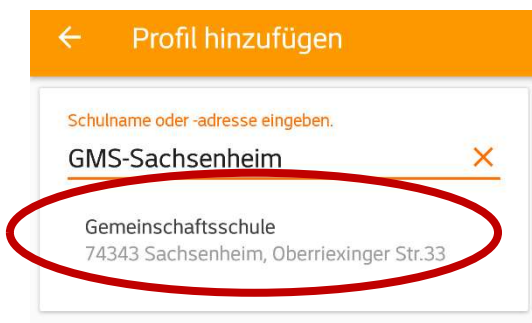 Profil hinzufügen
Schulname oder -adresse eingeben.
GMS-Sachsenheim
Gemeinschaftsschule
74343 Sachsenheim, Oberriexinger Str.33